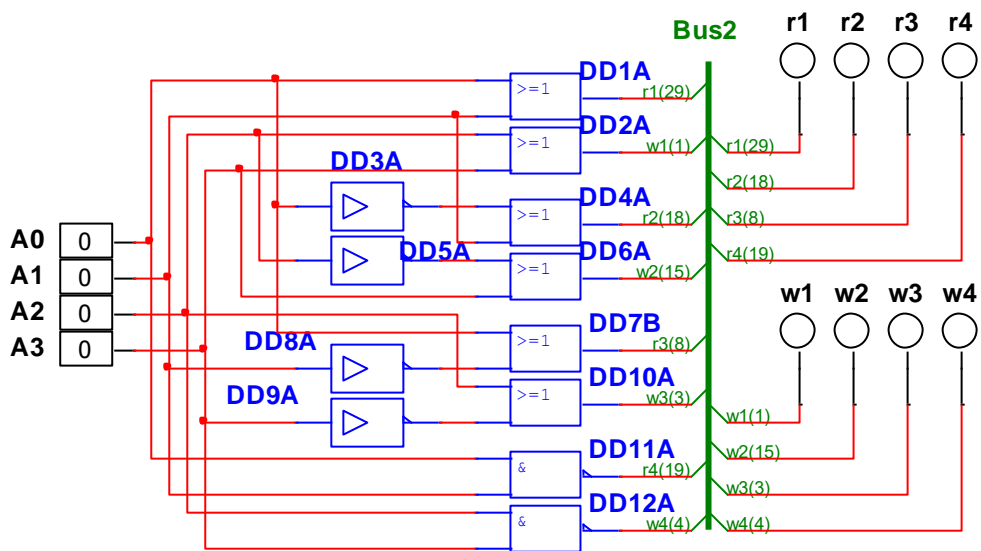 Bus2
r1 r2 r3 r4
DD1A
>=1
r1(29)
DD2A
>=1
w1(1)
r1(29)
DD3A
r2(18)
DD4A
>=1
r2(18)
r3(8)
A0 0
DD5A
DD6A
>=1
r4(19)
w2(15)
A1 0
w1 w2 w3 w4
A2 0
DD7B
>=1
r3(8)
A3 0
DD8A
DD10A
>=1
w3(3)
DD9A
w1(1)
DD11A
&
r4(19)
w2(15)
w3(3)
DD12A
&
w4(4)
w4(4)